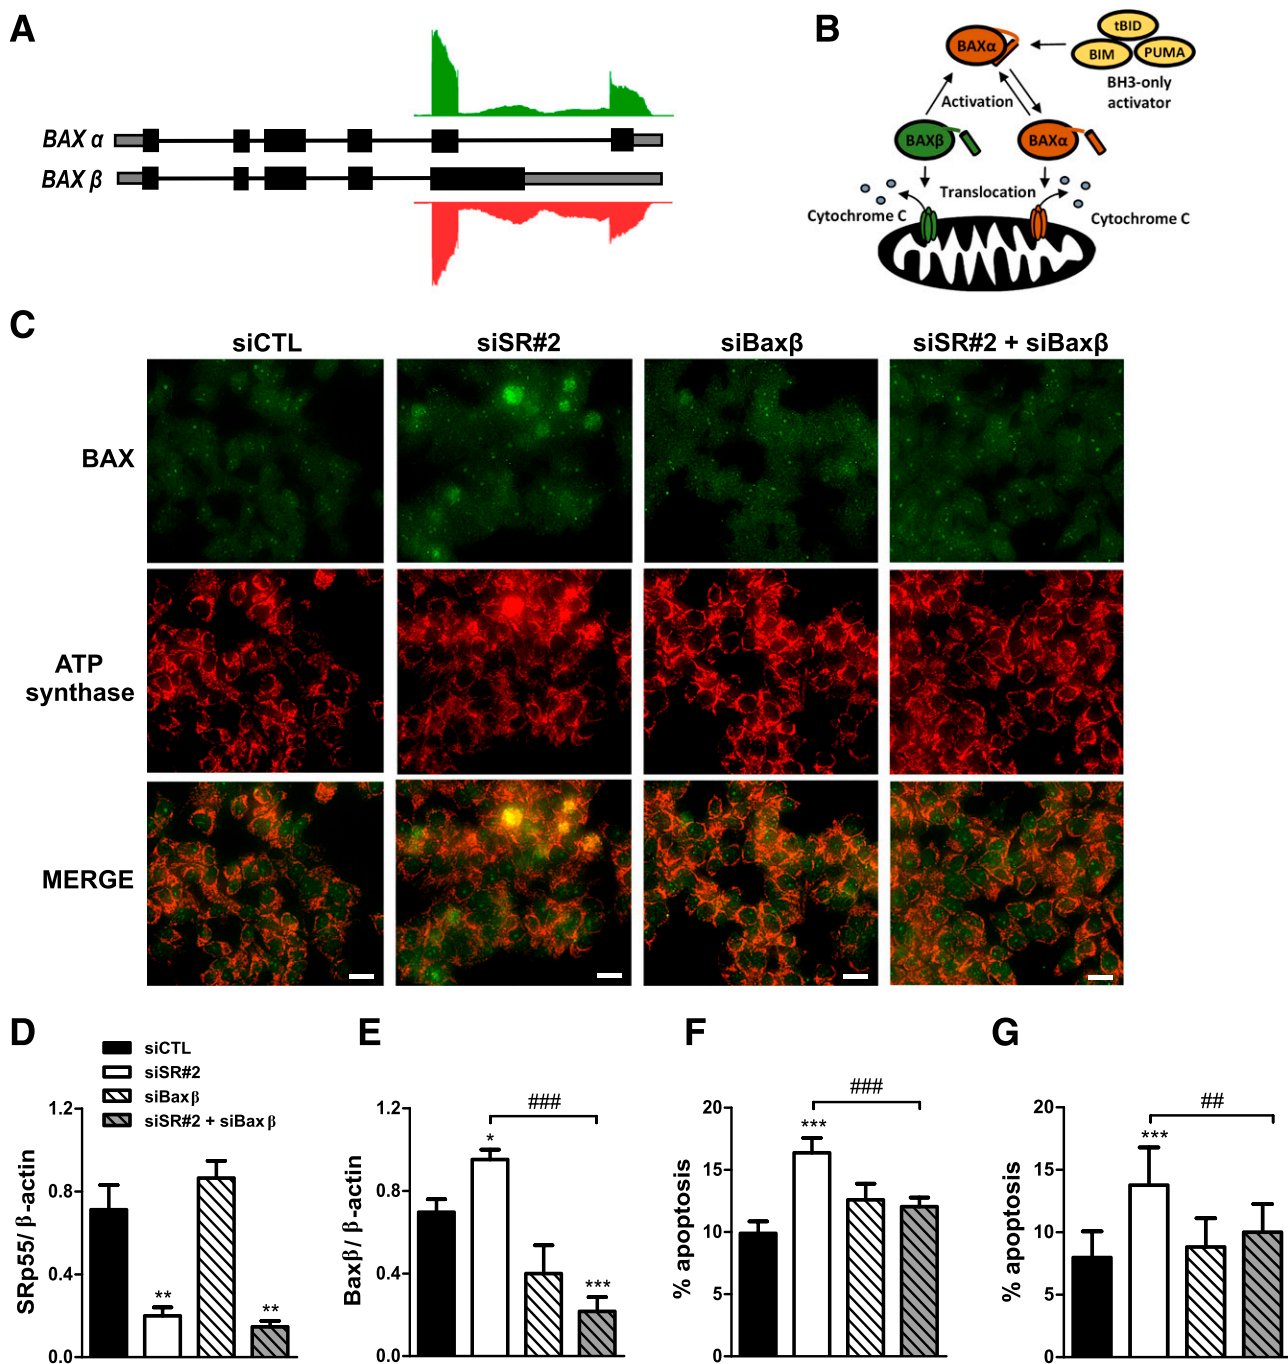 A
BAX α
BAX β
B
tBID
BIM
PUMA
BAXα
BH3-only
activator
Activation
BAXβ
BAXα
Translocation
Cytochrome C
Cytochrome C
C
siCTL
siSR#2
siBaxβ
siSR#2 + siBaxβ
BAX
ATP
synthase
MERGE
D
siCTL
siSR#2
siBaxβ
siSR#2 + siBaxβ
SRp55/ β-actin
1.2
0.8
0.4
0.0
**
**
E
Baxβ/ β-actin
1.2
0.8
0.4
0.0
*
###
***
F
% apoptosis
20
15
10
5
0
***
###
G
% apoptosis
20
15
10
5
0
***
##